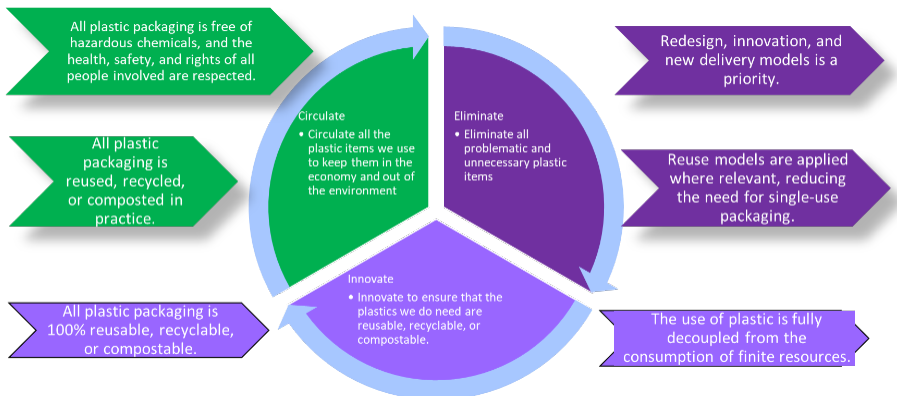 All plastic packaging is free of
hazardous chemicals, and the
health, safety, and rights of all
people involved are respected.
All plastic
packaging is
reused, recycled,
or composted in
practice.
All plastic packaging is
100% reusable, recyclable,
or compostable.
Circulate
• Circulate all the
plastic items we use
to keep them in the
economy and out of
the environment
Eliminate
• Eliminate all
problematic and
unnecessary plastic
items
Innovate
• Innovate to ensure that the
plastics we do need are
reusable, recyclable, or
compostable.
Redesign, innovation, and
new delivery models is a
priority.
Reuse models are applied
where relevant, reducing
the need for single-use
packaging.
The use of plastic is fully
decoupled from the
consumption of finite resources.